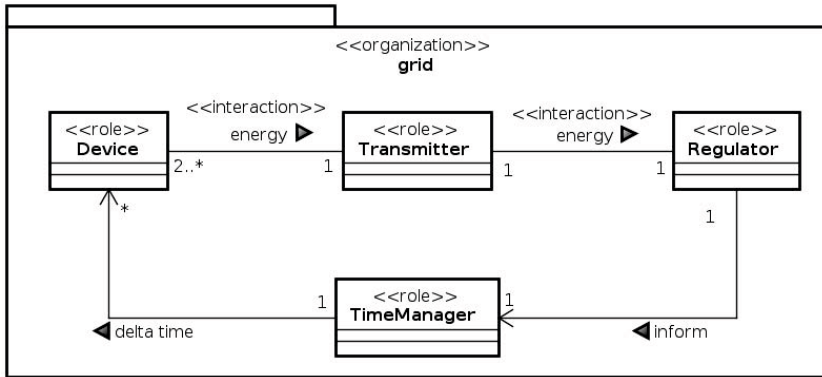 <<organization>>
grid
<<interaction>>
energy
<<interaction>>
energy
<<role>>
Device
<<role>>
Transmitter
<<role>>
Regulator
2..*
1
1
1
*
1
1
<<role>>
TimeManager
1
delta time
inform